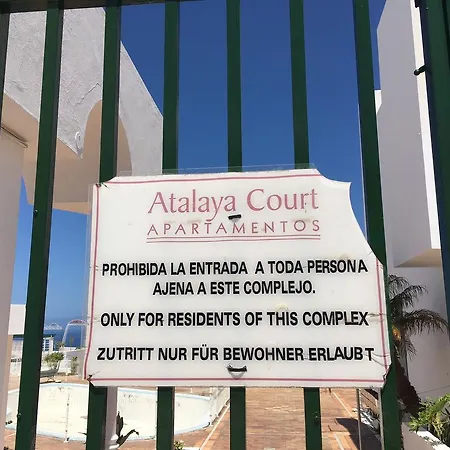 Atalaya Court
APARTAMENTOS
PROHIBIDA LA ENTRADA A TODA PERSONA
AJENA A ESTE COMPLEJO.
ONLY FOR RESIDENTS OF THIS COMPLEX
ZUTRITT NUR FÜR BEWOHNER ERLAUBT